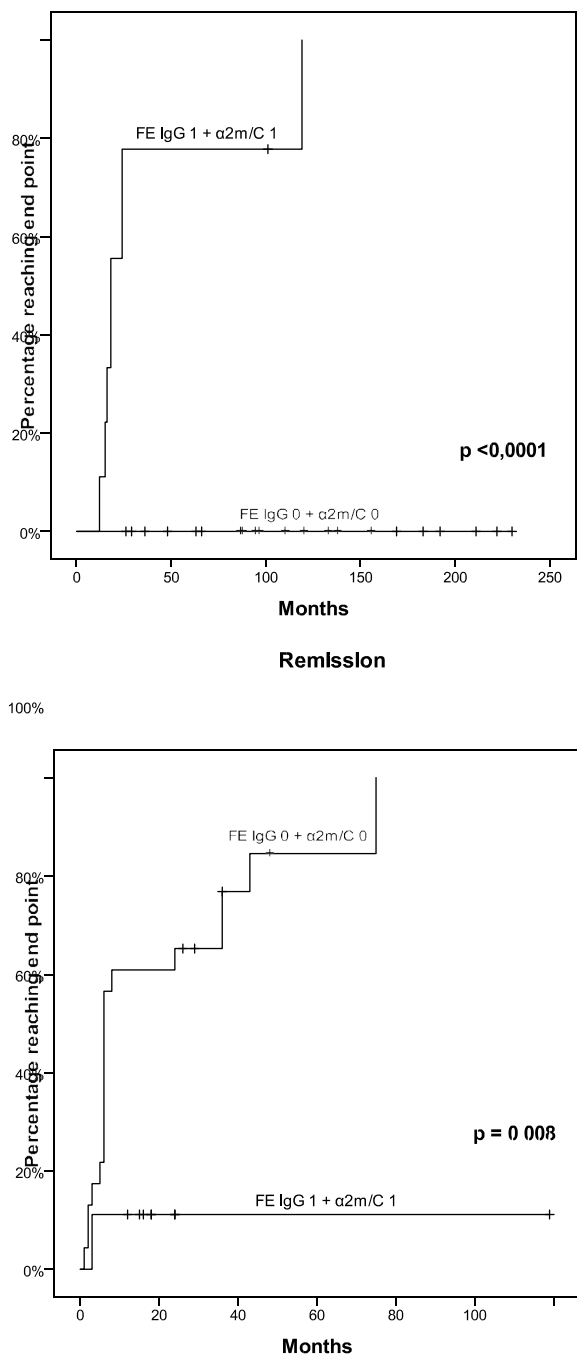 80%
60%
40%
20%
0%
Percentage reaching end point
FE IgG 1 + α2m/C 1
p <0,0001
FE IgG 0 + α2m/C 0
0 50 100 150 200 250
Months
Remission
100%
80%
60%
40%
20%
0%
Percentage reaching end point
FE IgG 0 + α2m/C 0
p = 0 008
FE IgG 1 + α2m/C 1
0 20 40 60 80 100
Months